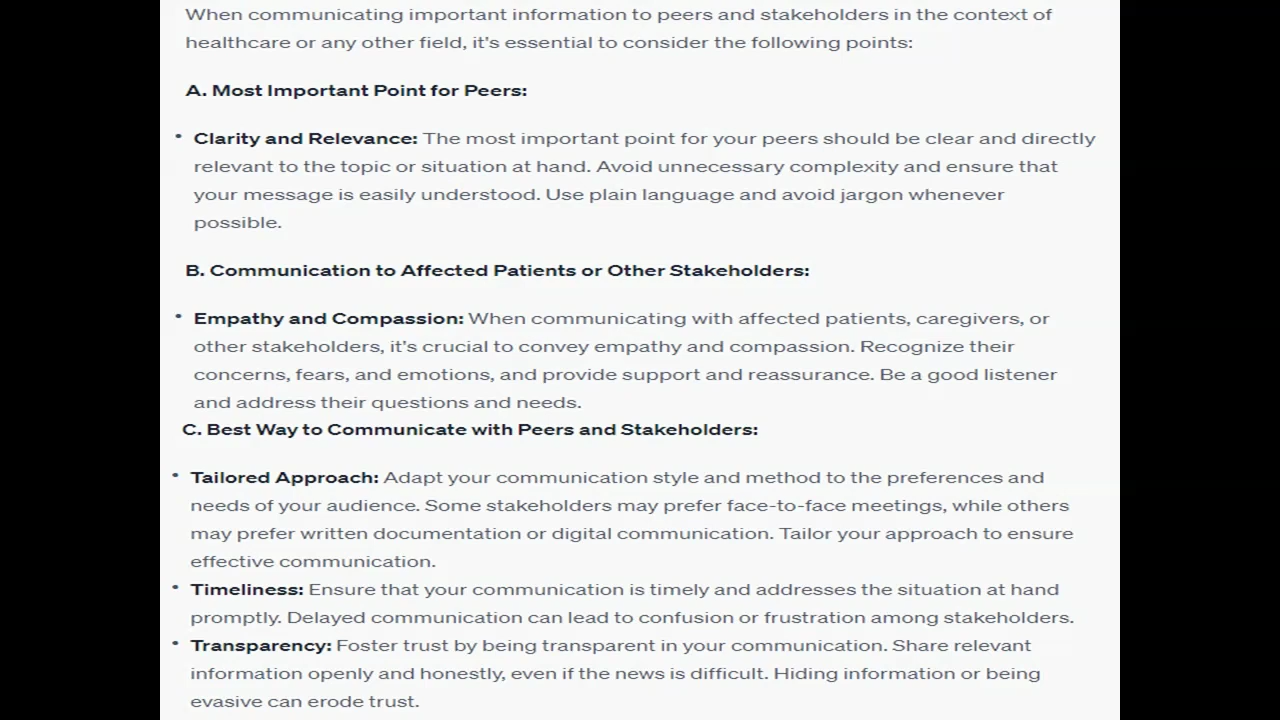 When communicating important information to peers and stakeholders in the context of
healthcare or any other field, it's essential to consider the following points:
A. Most Important Point for Peers:
• Clarity and Relevance: The most important point for your peers should be clear and directly
relevant to the topic or situation at hand. Avoid unnecessary complexity and ensure that
your message is easily understood. Use plain language and avoid jargon whenever
possible.
B. Communication to Affected Patients or Other Stakeholders:
• Empathy and Compassion: When communicating with affected patients, caregivers, or
other stakeholders, it's crucial to convey empathy and compassion. Recognize their
concerns, fears, and emotions, and provide support and reassurance. Be a good listener
and address their questions and needs.
C. Best Way to Communicate with Peers and Stakeholders:
• Tailored Approach: Adapt your communication style and method to the preferences and
needs of your audience. Some stakeholders may prefer face-to-face meetings, while others
may prefer written documentation or digital communication. Tailor your approach to ensure
effective communication.
• Timeliness: Ensure that your communication is timely and addresses the situation at hand
promptly. Delayed communication can lead to confusion or frustration among stakeholders.
• Transparency: Foster trust by being transparent in your communication. Share relevant
information openly and honestly, even if the news is difficult. Hiding information or being
evasive can erode trust.